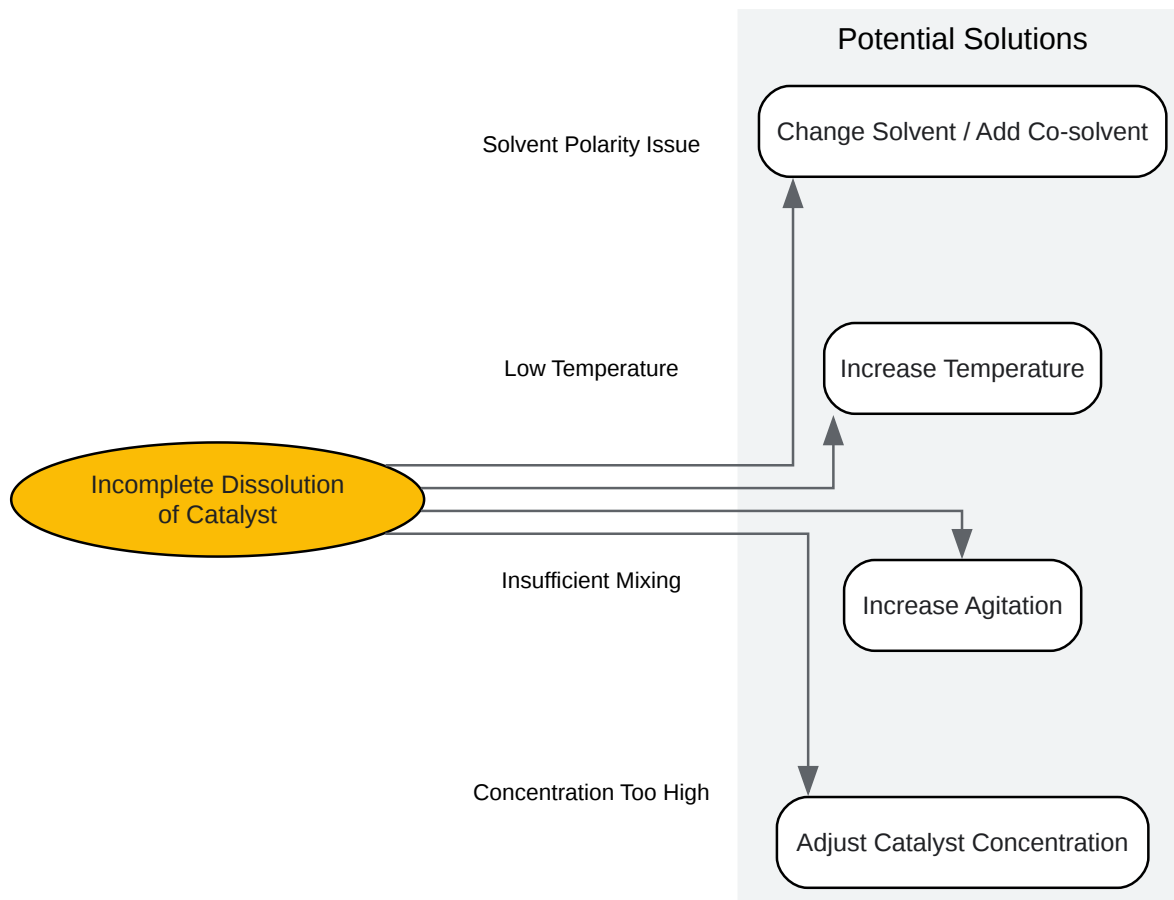 Potential Solutions
Solvent Polarity Issue
Change Solvent / Add Co-solvent
Low Temperature
Increase Temperature
Incomplete Dissolution
of Catalyst
Insufficient Mixing
Increase Agitation
Concentration Too High
Adjust Catalyst Concentration